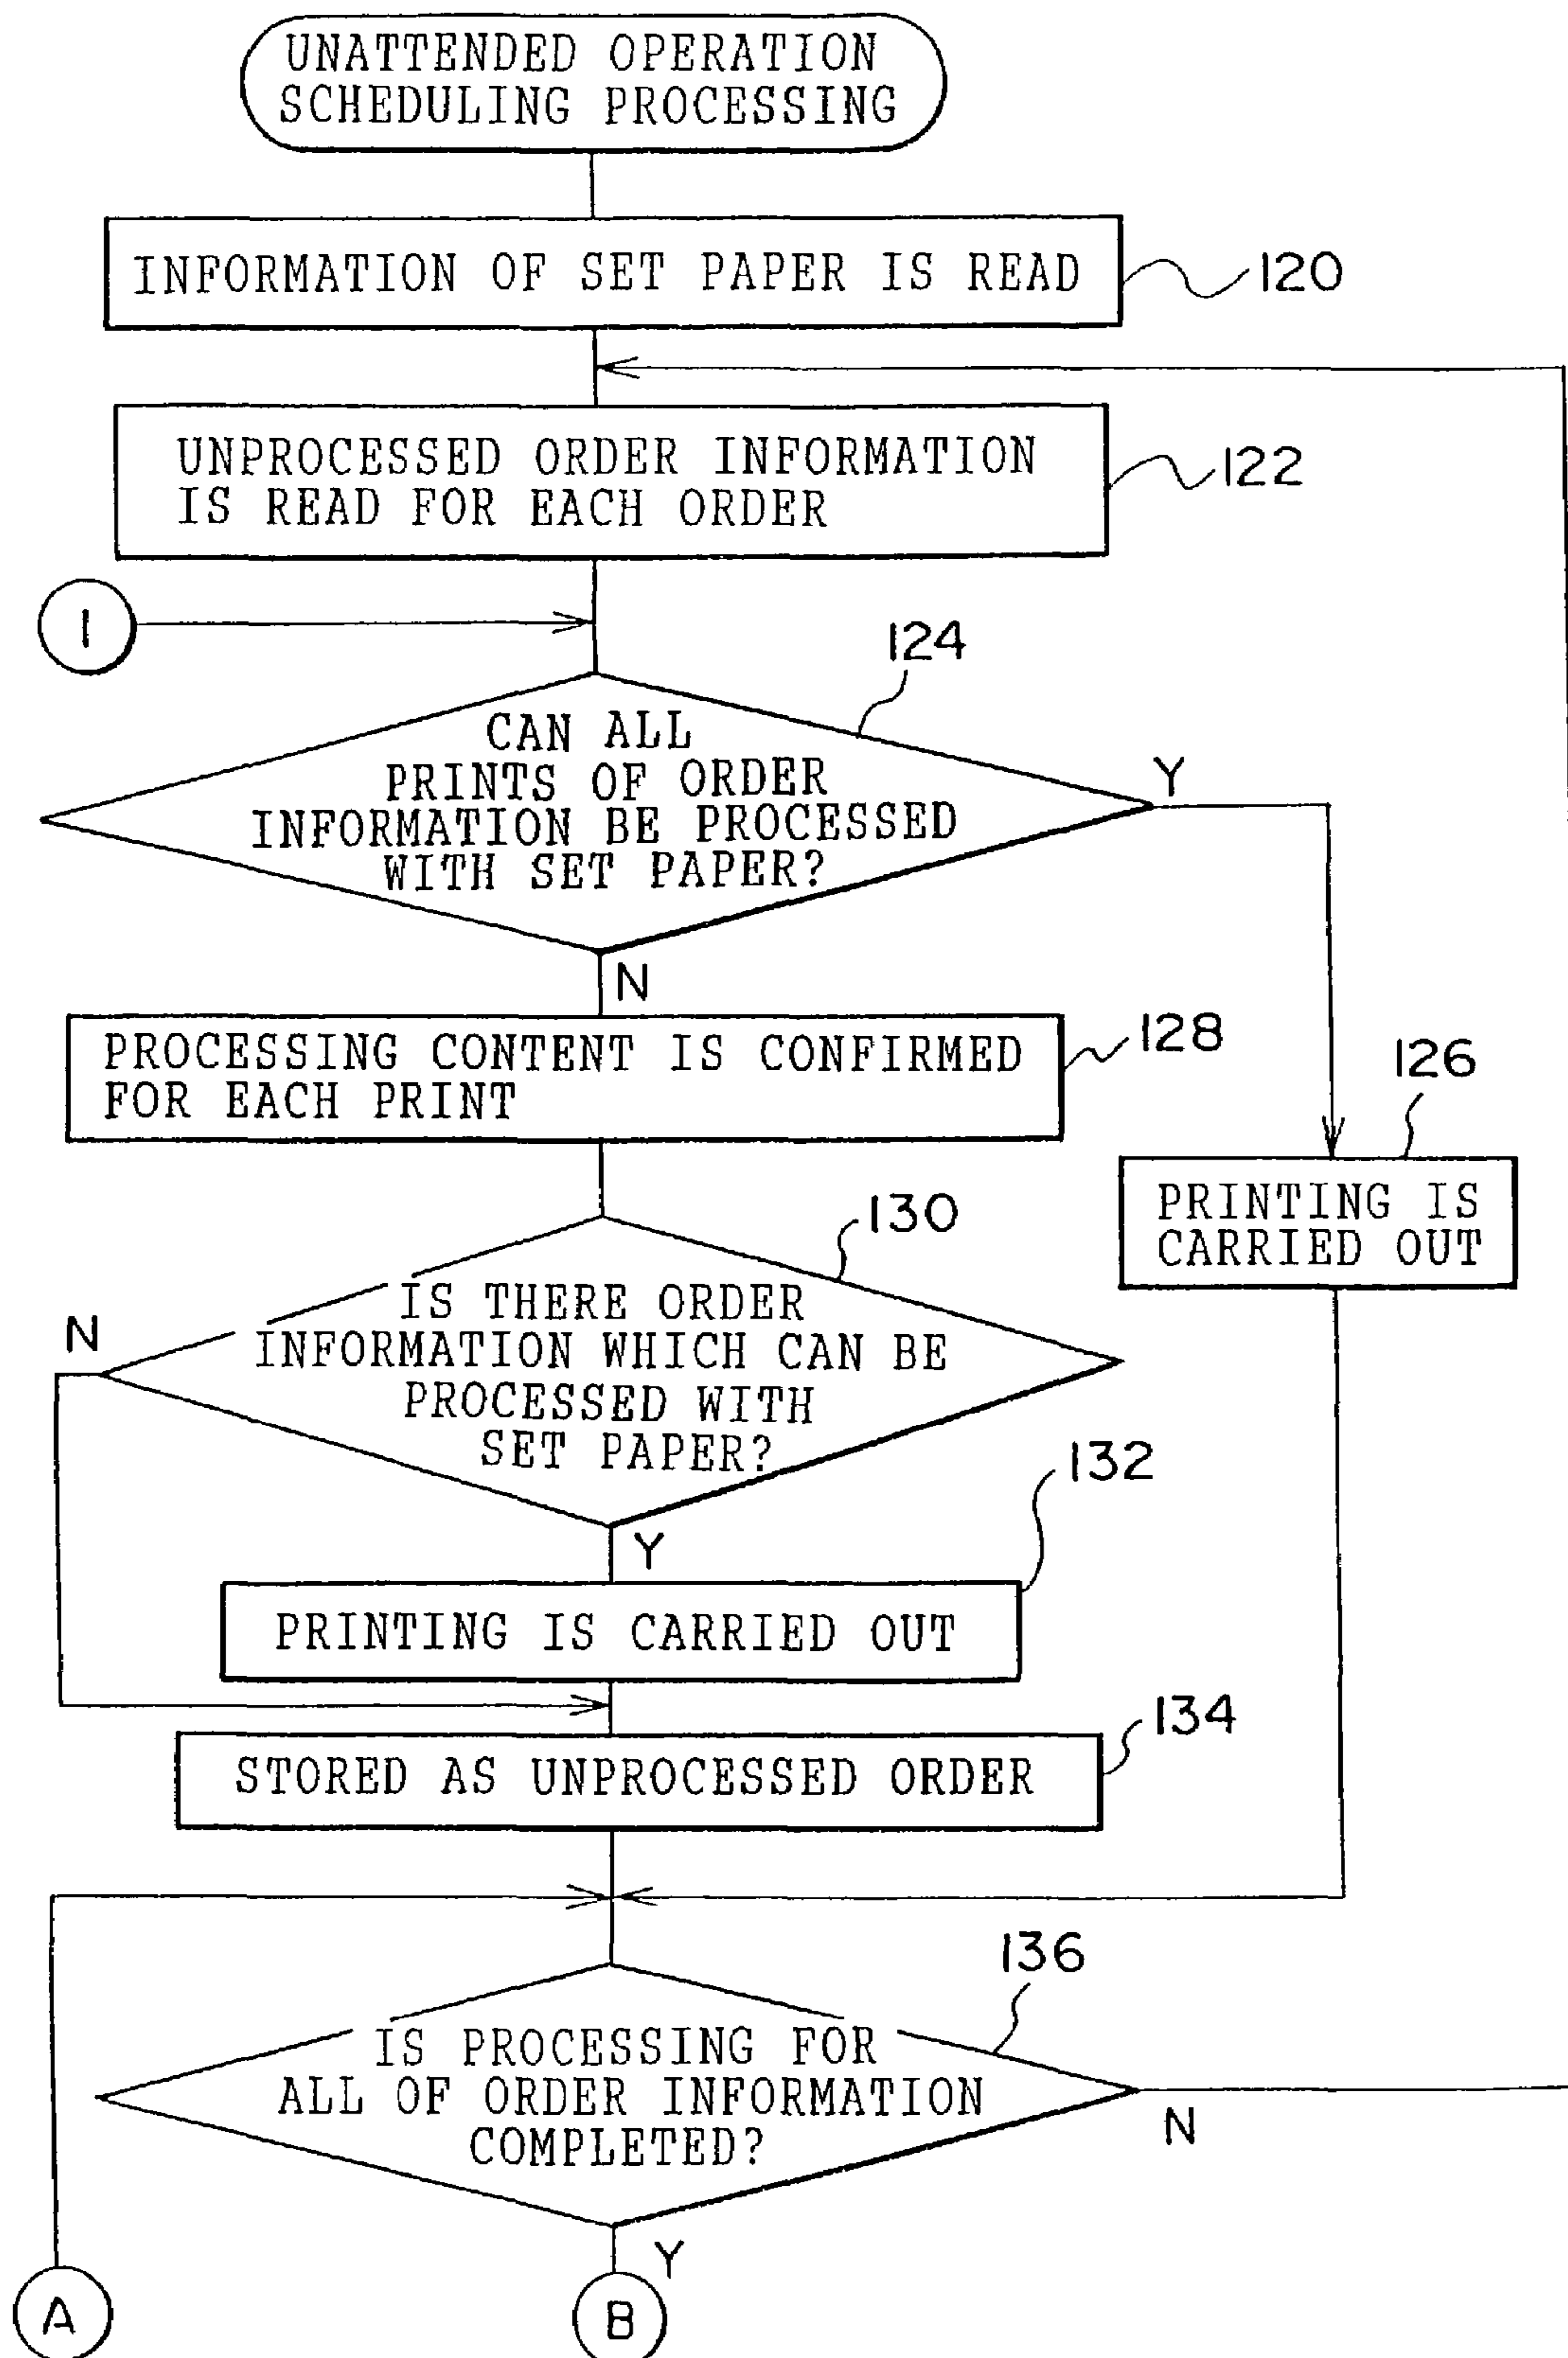 UNATTENDED OPERATION
SCHEDULING PROCESSING
INFORMATION OF SET PAPER IS READ
120
UNPROCESSED ORDER INFORMATION
IS READ FOR EACH ORDER
122
1
124
CAN ALL
PRINTS OF ORDER
INFORMATION BE PROCESSED
WITH SET PAPER?
Y
N
PROCESSING CONTENT IS CONFIRMED
FOR EACH PRINT
128
126
PRINTING IS
CARRIED OUT
130
IS THERE ORDER
INFORMATION WHICH CAN BE
PROCESSED WITH
SET PAPER?
N
Y
132
PRINTING IS CARRIED OUT
134
STORED AS UNPROCESSED ORDER
136
IS PROCESSING FOR
ALL OF ORDER INFORMATION
COMPLETED?
N
Y
A
B